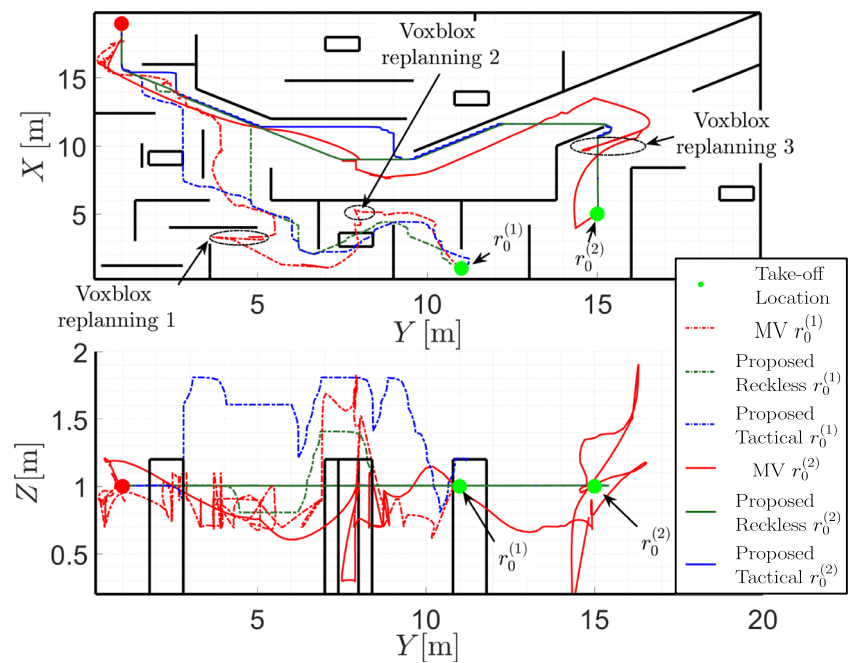 Voxblox
replanning 2
15
10
5
X [m]
Voxblox
replanning 3
r_0^{(1)}
r_0^{(2)}
Voxblox
replanning 1
5
10
15
Y [m]
Take-off
Location
MV r_0^{(1)}
Proposed
Reckless r_0^{(1)}
Proposed
Tactical r_0^{(1)}
MV r_0^{(2)}
Proposed
Reckless r_0^{(2)}
Proposed
Tactical r_0^{(2)}
2
1.5
1
0.5
Z[m]
r_0^{(1)}
r_0^{(2)}
5
10
15
20
Y[m]